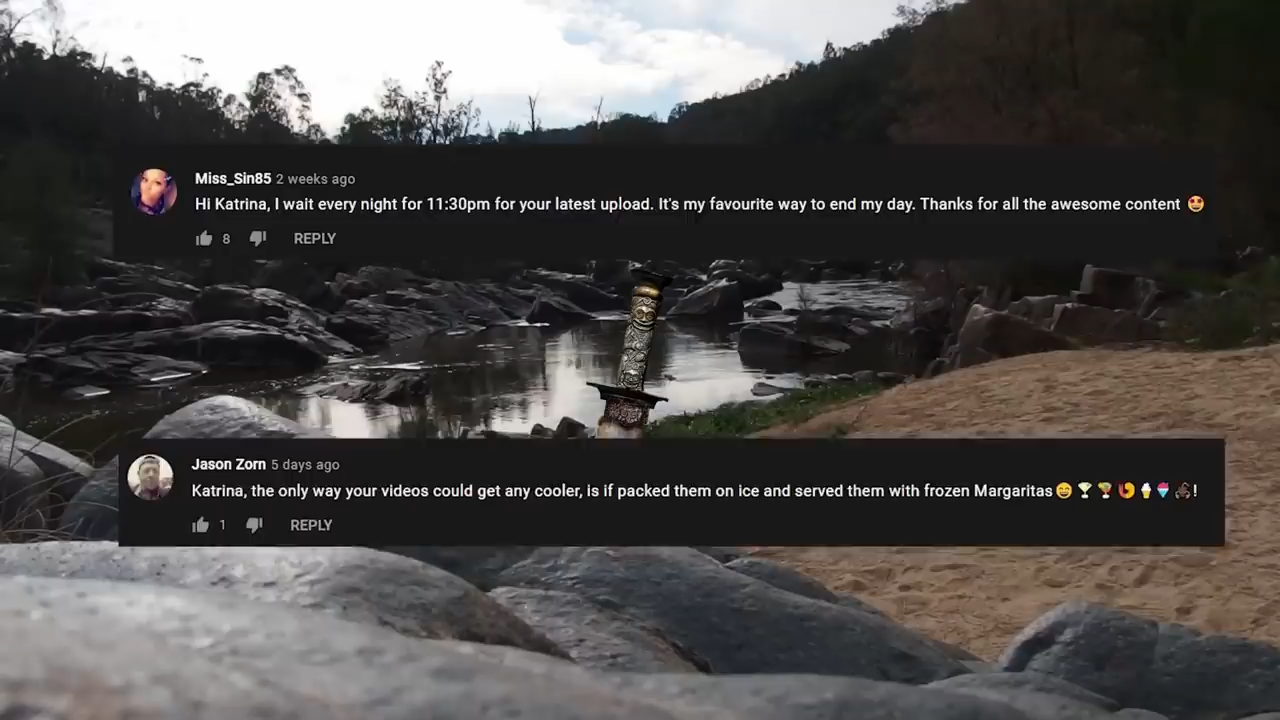 Miss_Sin85 2 weeks ago
Hi Katrina, I wait every night for 11:30pm for your latest upload. It's my favourite way to end my day. Thanks for all the awesome content 🤩
8 REPLY
Jason Zorn 5 days ago
Katrina, the only way your videos could get any cooler, is if packed them on ice and served them with frozen Margaritas😄🍸🍹🍤🍦🍧🦂!
1 REPLY